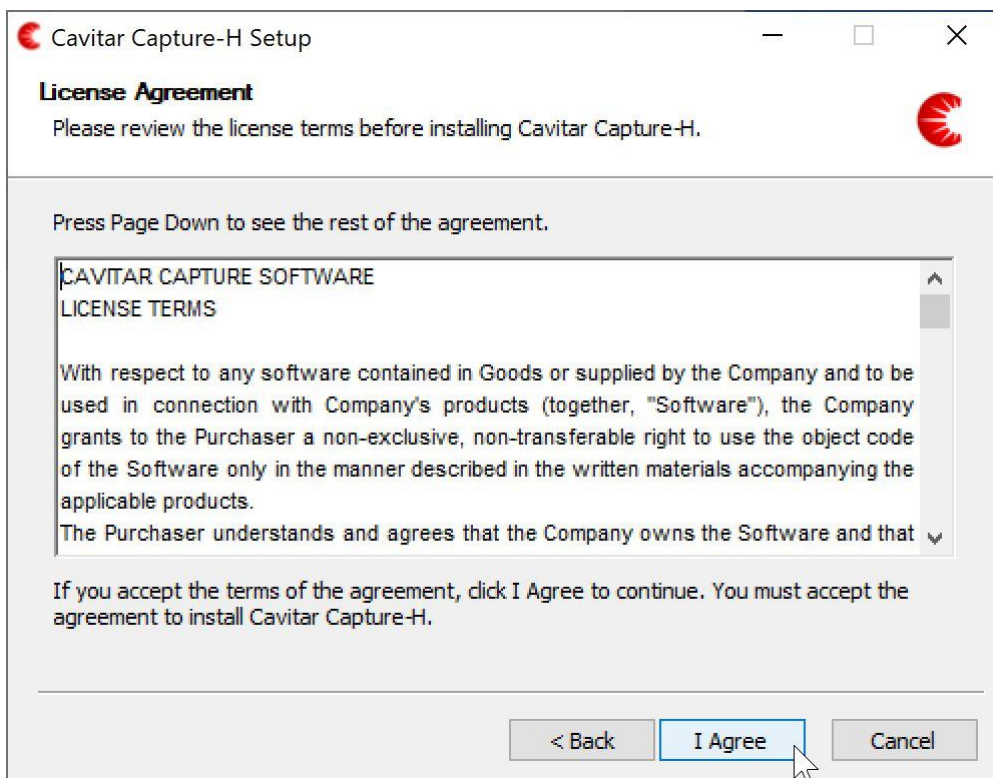 Cavitar Capture-H Setup
License Agreement
Please review the license terms before installing Cavitar Capture-H.
Press Page Down to see the rest of the agreement.
CAVITAR CAPTURE SOFTWARE
LICENSE TERMS
With respect to any software contained in Goods or supplied by the Company and to be
used in connection with Company's products (together, "Software"), the Company
grants to the Purchaser a non-exclusive, non-transferable right to use the object code
of the Software only in the manner described in the written materials accompanying the
applicable products.
The Purchaser understands and agrees that the Company owns the Software and that
If you accept the terms of the agreement, click I Agree to continue. You must accept the
agreement to install Cavitar Capture-H.
< Back
I Agree
Cancel